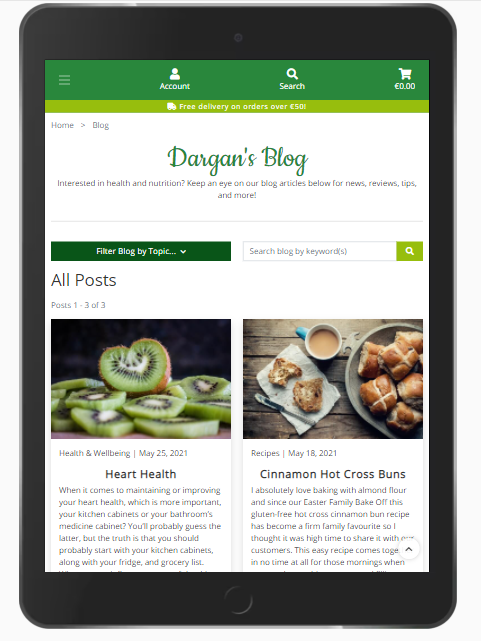 Account
Search
€0.00
Free delivery on orders over €50!
Home > Blog
Dargan's Blog
Interested in health and nutrition? Keep an eye on our blog articles below for news, reviews, tips,
and more!
Filter Blog by Topic...
Search blog by keyword(s)
All Posts
Posts 1 - 3 of 3
Health & Wellbeing | May 25, 2021
Heart Health
When it comes to maintaining or improving
your heart health, which is more important,
your kitchen cabinets or your bathroom's
medicine cabinet? You'll probably guess the
latter, but the truth is that you should
probably start with your kitchen cabinets,
along with your fridge, and grocery list.
Recipes | May 18, 2021
Cinnamon Hot Cross Buns
I absolutely love baking with almond flour
and since our Easter Family Bake Off this
gluten-free hot cross cinnamon bun recipe
has become a firm family favourite so I
thought it was high time to share it with our
customers. This easy recipe comes together
in no time at all for those mornings when